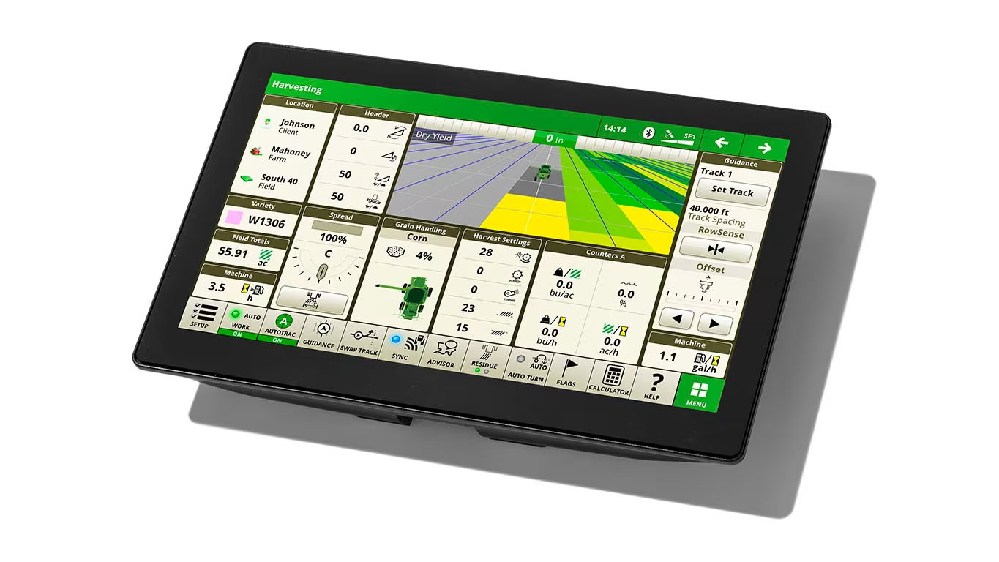 Harvesting
14:14
SF1
Location
Johnson
Client
Mahoney
Farm
South 40
Field
Variety
W1306
Field Totals
55.91
ac
Machine
3.5
h
Header
0.0
0
50
50
Spread
100%
C
Dry Yield
0 in
Grain Handling
Corn
4%
Harvest Settings
28
0
n/min
0
n/min
23
15
Counters A
0.0
bu/ac
0.0
%
0.0
bu/h
0.0
ac/h
Guidance
Track 1
Set Track
40.000 ft
Track Spacing
RowSense
Offset
Machine
1.1
gal/h
SETUP
AUTO
WORK
ON
A
AUTOTRAC
ON
GUIDANCE
SWAP TRACK
SYNC
ADVISOR
RESIDUE
AUTO
AUTO TURN
FLAGS
CALCULATOR
?
HELP
MENU